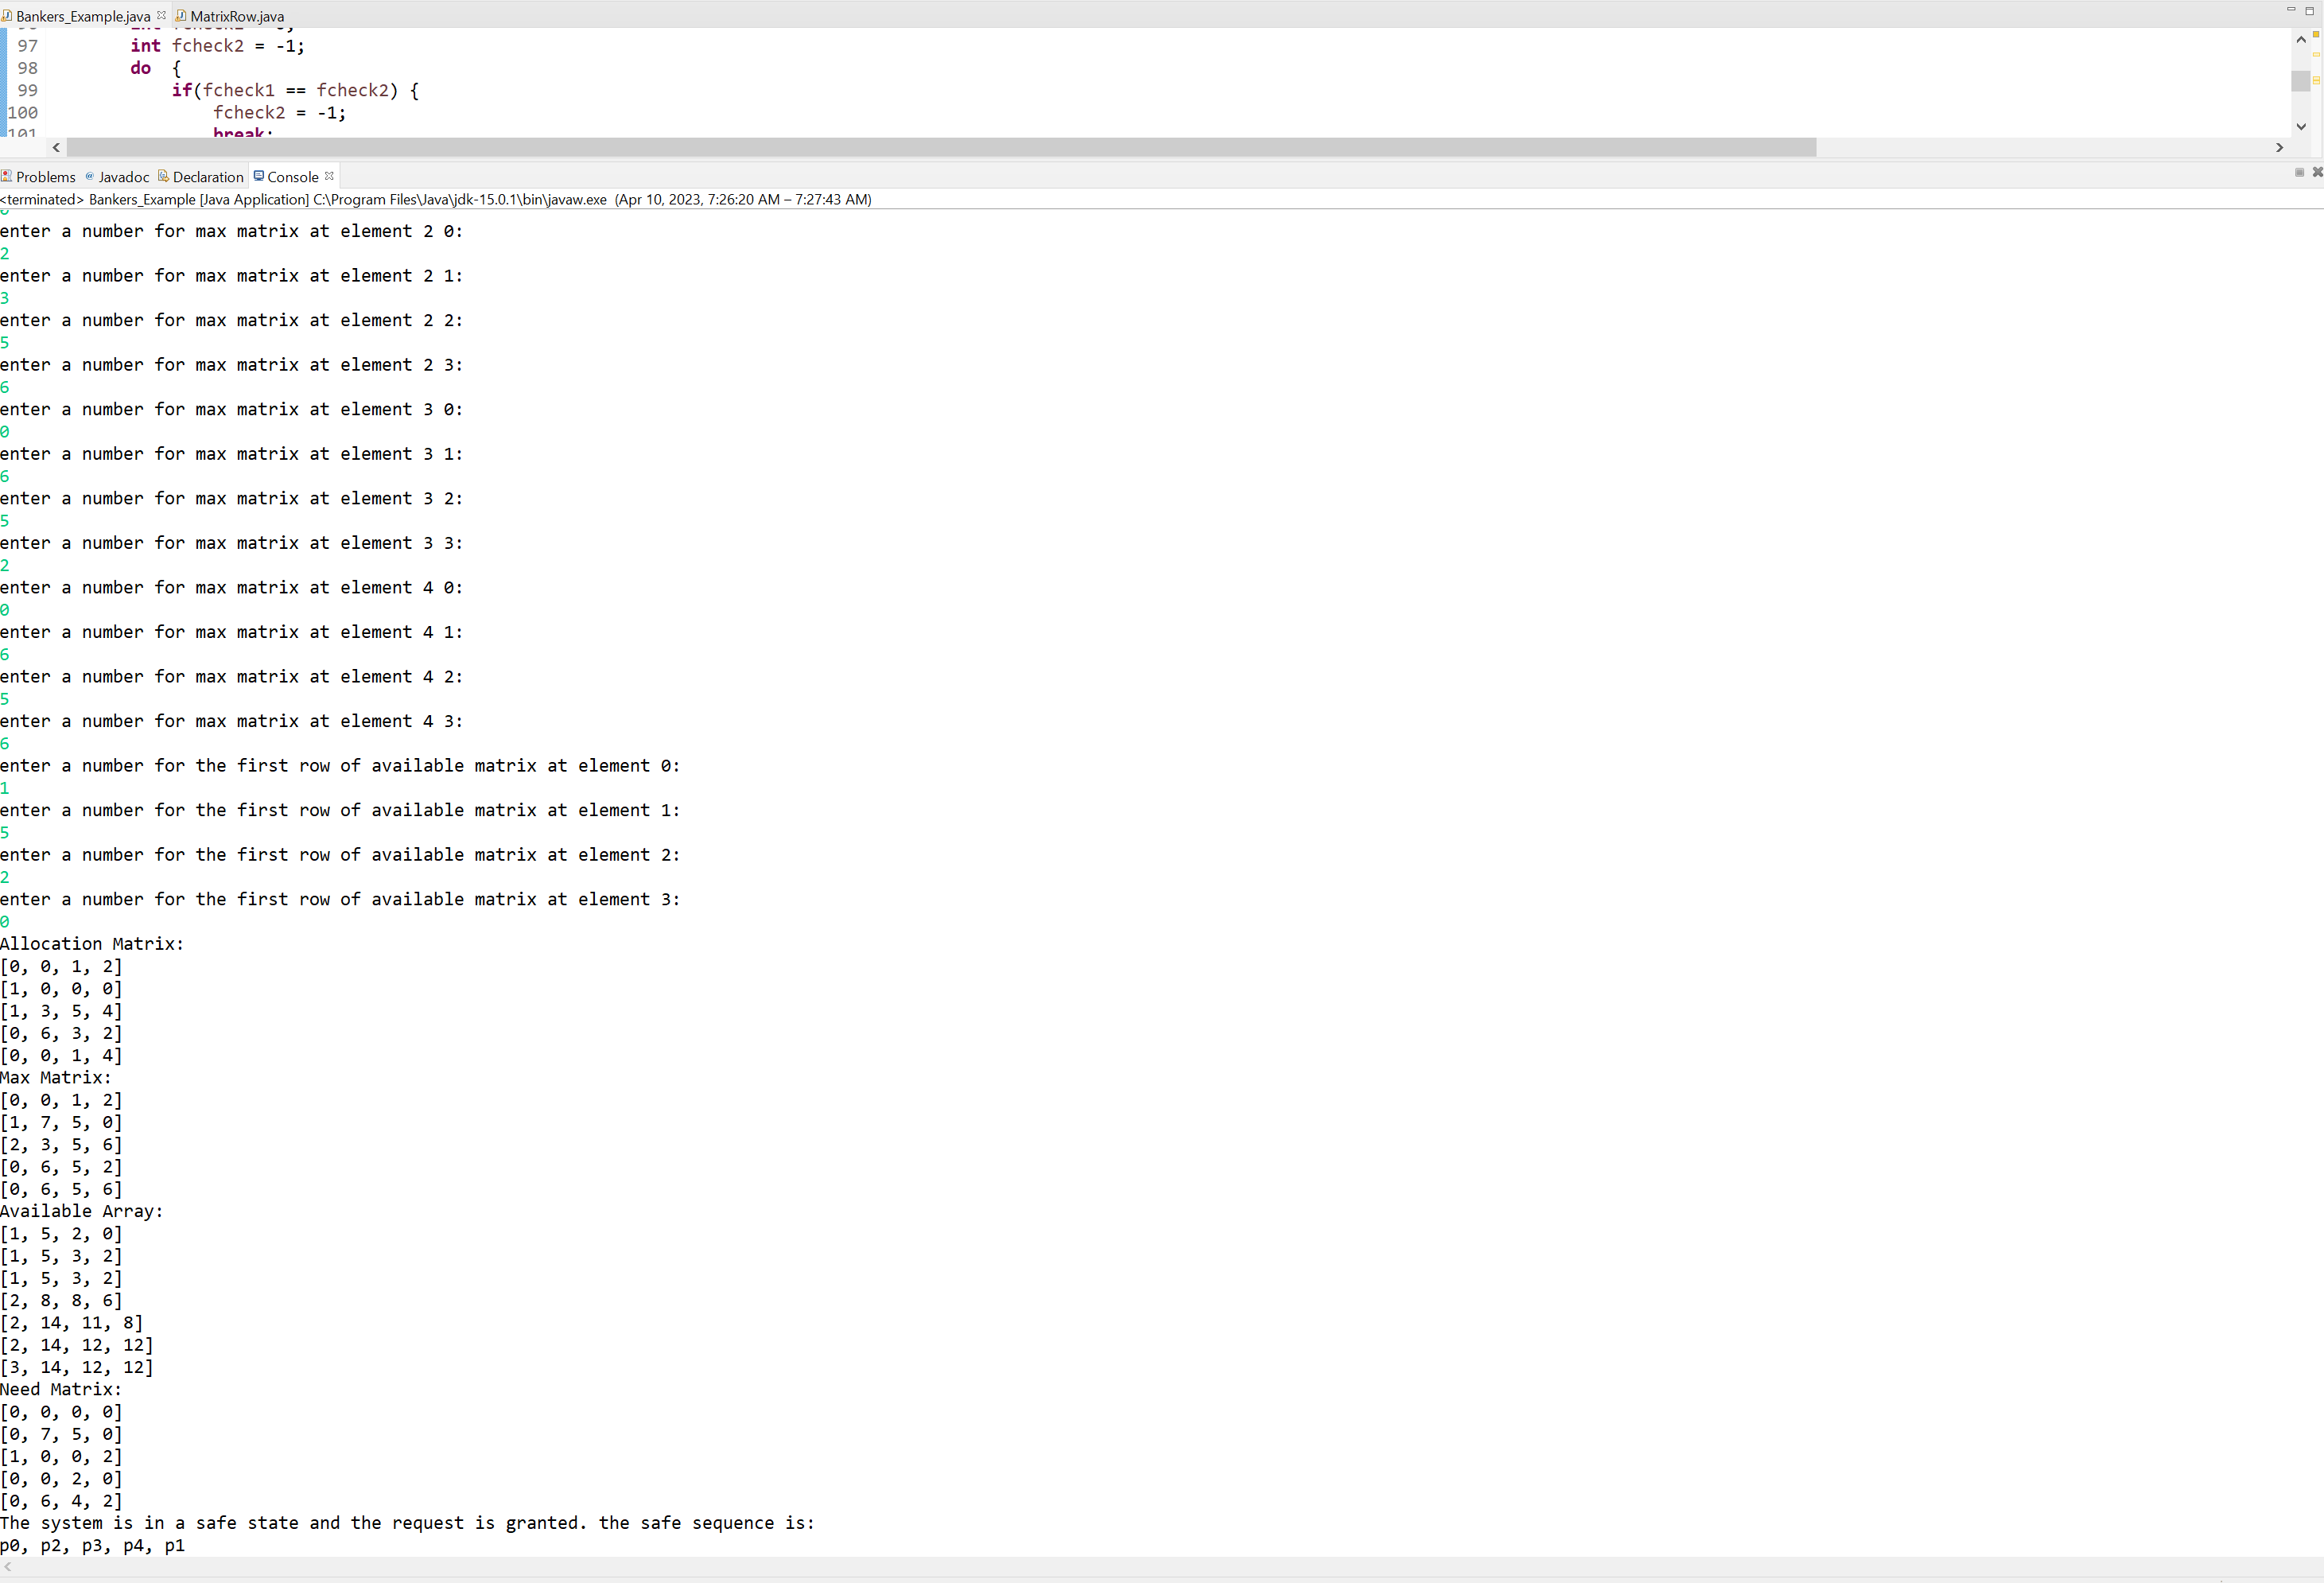 Bankers_Example.java MatrixRow.java
97 int fcheck2 = -1;
98 do {
99 if(fcheck1 == fcheck2) {
100 fcheck2 = -1;
101 break;
Problems @ Javadoc Declaration Console
<terminated> Bankers_Example [Java Application] C:\Program Files\Java\jdk-15.0.1\bin\javaw.exe (Apr 10, 2023, 7:26:20 AM – 7:27:43 AM)
enter a number for max matrix at element 2 0:
2
enter a number for max matrix at element 2 1:
3
enter a number for max matrix at element 2 2:
5
enter a number for max matrix at element 2 3:
6
enter a number for max matrix at element 3 0:
0
enter a number for max matrix at element 3 1:
6
enter a number for max matrix at element 3 2:
5
enter a number for max matrix at element 3 3:
2
enter a number for max matrix at element 4 0:
0
enter a number for max matrix at element 4 1:
6
enter a number for max matrix at element 4 2:
5
enter a number for max matrix at element 4 3:
6
enter a number for the first row of available matrix at element 0:
1
enter a number for the first row of available matrix at element 1:
5
enter a number for the first row of available matrix at element 2:
2
enter a number for the first row of available matrix at element 3:
0
Allocation Matrix:
[0, 0, 1, 2]
[1, 0, 0, 0]
[1, 3, 5, 4]
[0, 6, 3, 2]
[0, 0, 1, 4]
Max Matrix:
[0, 0, 1, 2]
[1, 7, 5, 0]
[2, 3, 5, 6]
[0, 6, 5, 2]
[0, 6, 5, 6]
Available Array:
[1, 5, 2, 0]
[1, 5, 3, 2]
[1, 5, 3, 2]
[2, 8, 8, 6]
[2, 14, 11, 8]
[2, 14, 12, 12]
[3, 14, 12, 12]
Need Matrix:
[0, 0, 0, 0]
[0, 7, 5, 0]
[1, 0, 0, 2]
[0, 0, 2, 0]
[0, 6, 4, 2]
The system is in a safe state and the request is granted. the safe sequence is:
p0, p2, p3, p4, p1